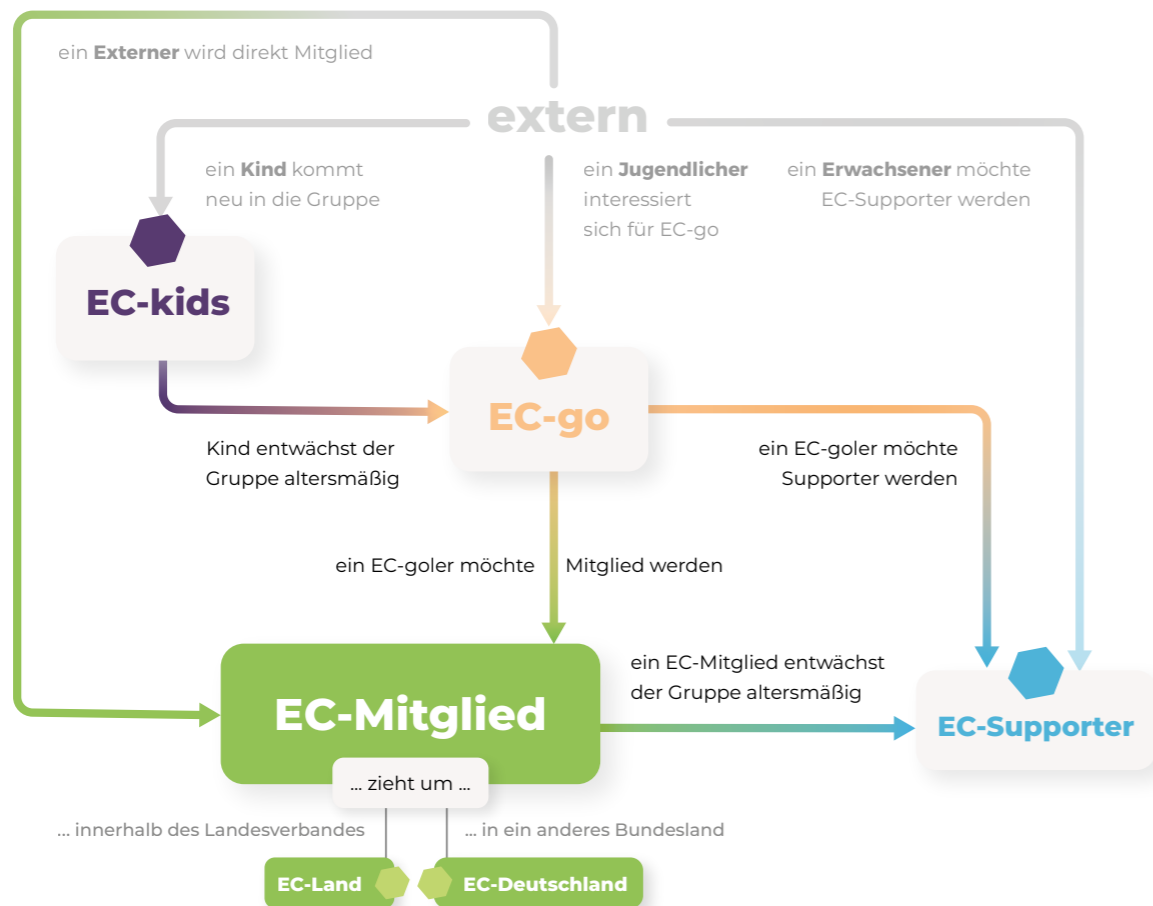 ein Externer wird direkt Mitglied
extern
ein Kind kommt
neu in die Gruppe
ein Jugendlicher
interessiert
sich für EC-go
ein Erwachsener möchte
EC-Supporter werden
EC-kids
EC-go
Kind entwächst der
Gruppe altersmäßig
ein EC-goler möchte
Supporter werden
ein EC-goler möchte Mitglied werden
EC-Mitglied
ein EC-Mitglied entwächst
der Gruppe altersmäßig
EC-Supporter
... zieht um ...
... innerhalb des Landesverbandes
... in ein anderes Bundesland
EC-Land
EC-Deutschland